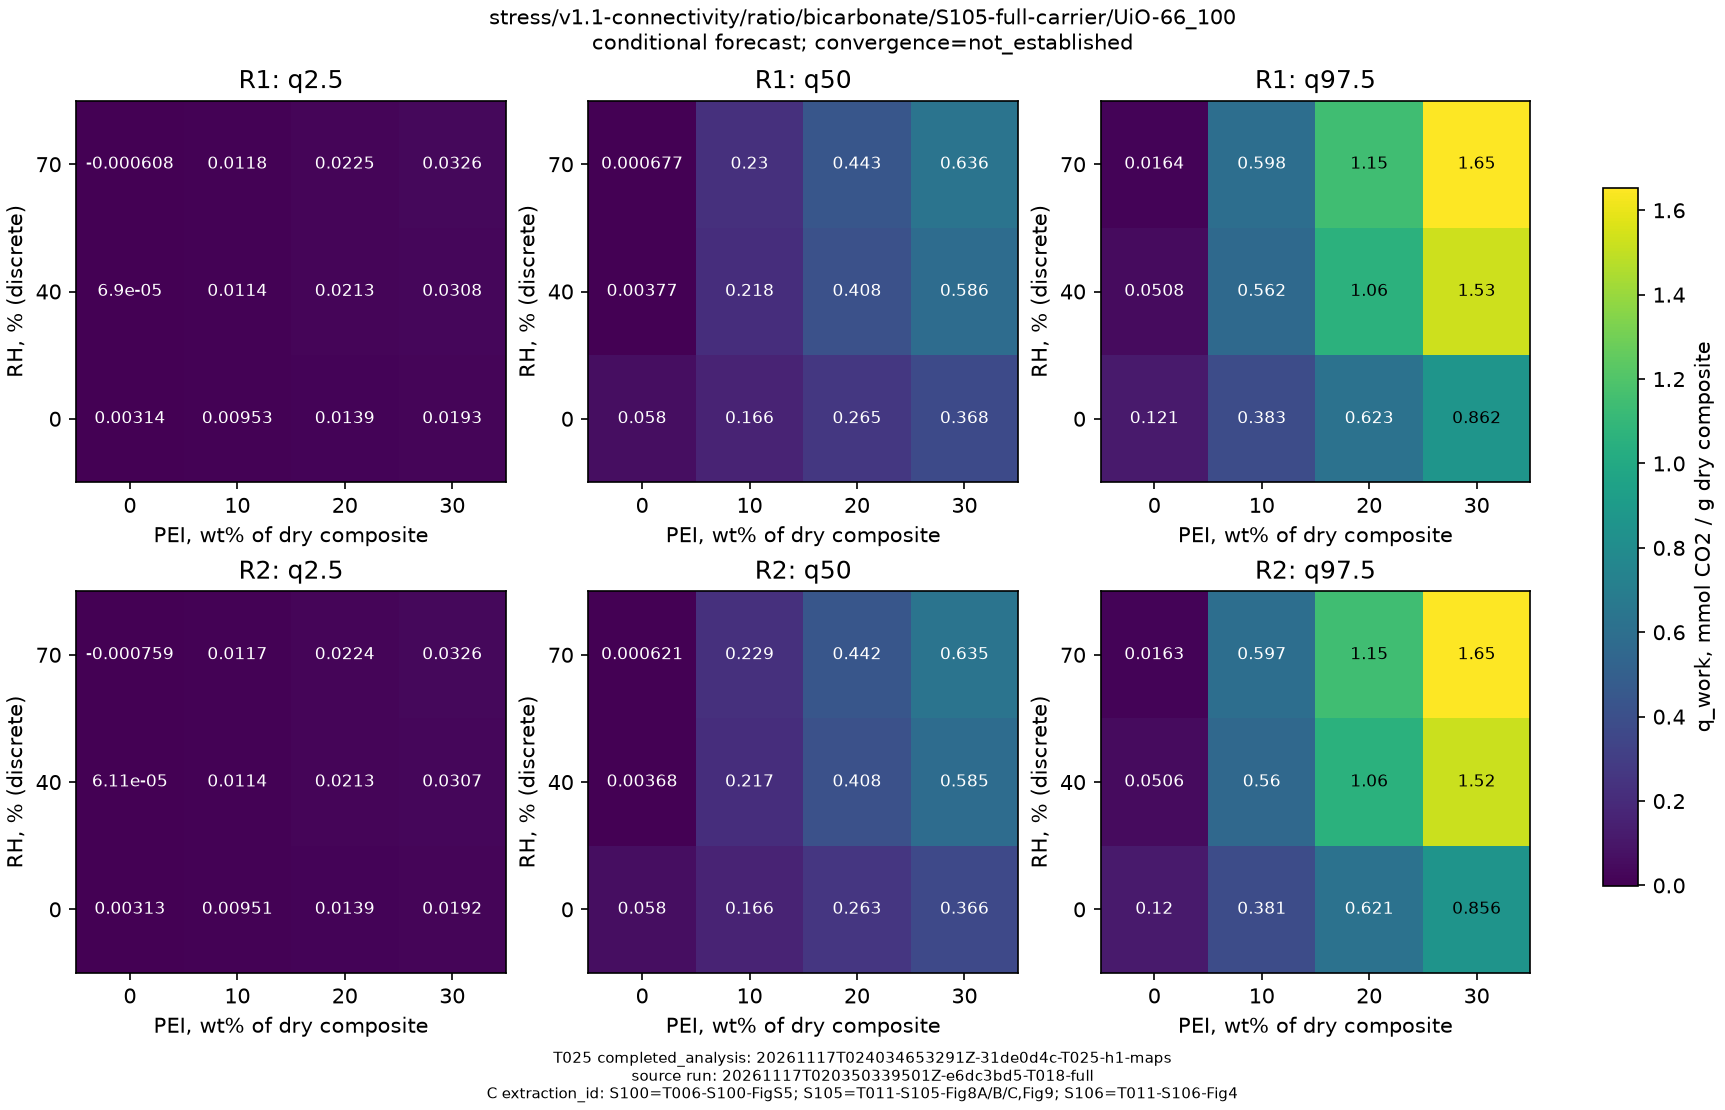 stress/v1.1-connectivity/ratio/bicarbonate/S105-full-carrier/UiO-66_100
conditional forecast; convergence=not_established
R1: q2.5
RH, % (discrete)
70
-0.000608 0.0118 0.0225 0.0326
40
6.9e-05 0.0114 0.0213 0.0308
0
0.00314 0.00953 0.0139 0.0193
0 10 20 30
PEI, wt% of dry composite
R1: q50
RH, % (discrete)
70
0.000677 0.23 0.443 0.636
40
0.00377 0.218 0.408 0.586
0
0.058 0.166 0.265 0.368
0 10 20 30
PEI, wt% of dry composite
R1: q97.5
RH, % (discrete)
70
0.0164 0.598 1.15 1.65
40
0.0508 0.562 1.06 1.53
0
0.121 0.383 0.623 0.862
0 10 20 30
PEI, wt% of dry composite
R2: q2.5
RH, % (discrete)
70
-0.000759 0.0117 0.0224 0.0326
40
6.11e-05 0.0114 0.0213 0.0307
0
0.00313 0.00951 0.0139 0.0192
0 10 20 30
PEI, wt% of dry composite
R2: q50
RH, % (discrete)
70
0.000621 0.229 0.442 0.635
40
0.00368 0.217 0.408 0.585
0
0.058 0.166 0.263 0.366
0 10 20 30
PEI, wt% of dry composite
R2: q97.5
RH, % (discrete)
70
0.0163 0.597 1.15 1.65
40
0.0506 0.56 1.06 1.52
0
0.12 0.381 0.621 0.856
0 10 20 30
PEI, wt% of dry composite
1.6
1.4
1.2
1.0
0.8
0.6
0.4
0.2
0.0
q_work, mmol CO2 / g dry composite
T025 completed_analysis: 20261117T024034653291Z-31de0d4c-T025-h1-maps
source run: 20261117T020350339501Z-e6dc3bd5-T018-full
C extraction_id: S100=T006-S100-FigS5; S105=T011-S105-Fig8A/B/C,Fig9; S106=T011-S106-Fig4